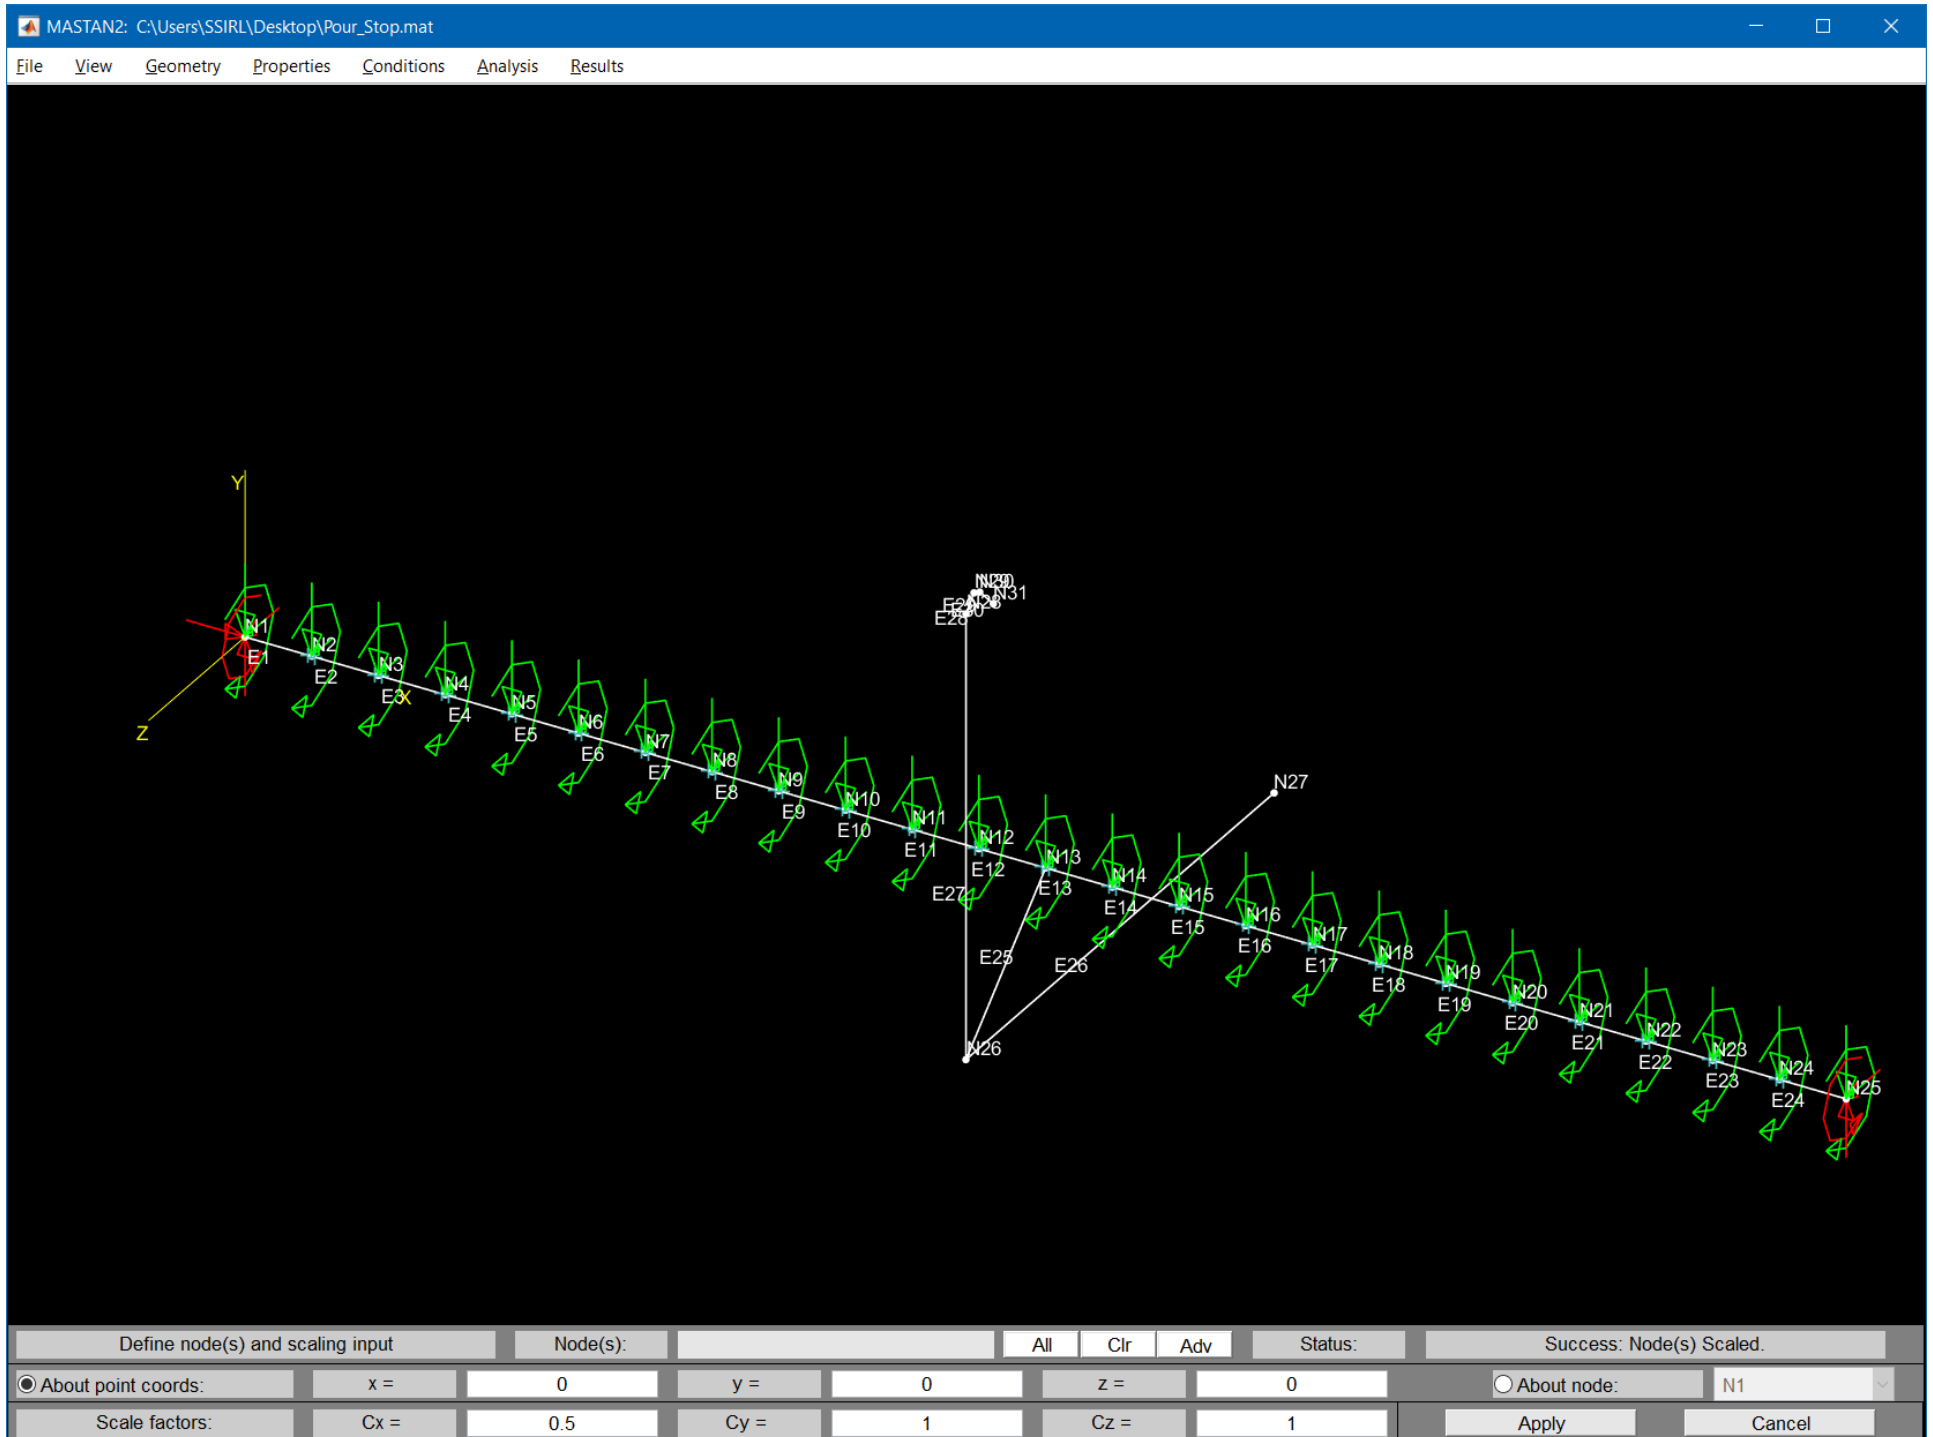 MASTAN2: C:\Users\SSIRL\Desktop\Pour_Stop.mat
File View Geometry Properties Conditions Analysis Results
Y
Z
X
N1
E1
N2
E2
N3
E3
N4
E4
N5
E5
N6
E6
N7
E7
N8
E8
N9
E9
N10
E10
N11
E11
N12
E12
N13
E13
N14
E14
N15
E15
N16
E16
N17
E17
N18
E18
N19
E19
N20
E20
N21
E21
N22
E22
N23
E23
N24
E24
N25
N30
N31
N28
E28
E27
E25
E26
N26
N27
Define node(s) and scaling input Node(s): All Clr Adv Status: Success: Node(s) Scaled.
About point coords: x = 0 y = 0 z = 0 About node: N1
Scale factors: Cx = 0.5 Cy = 1 Cz = 1 Apply Cancel